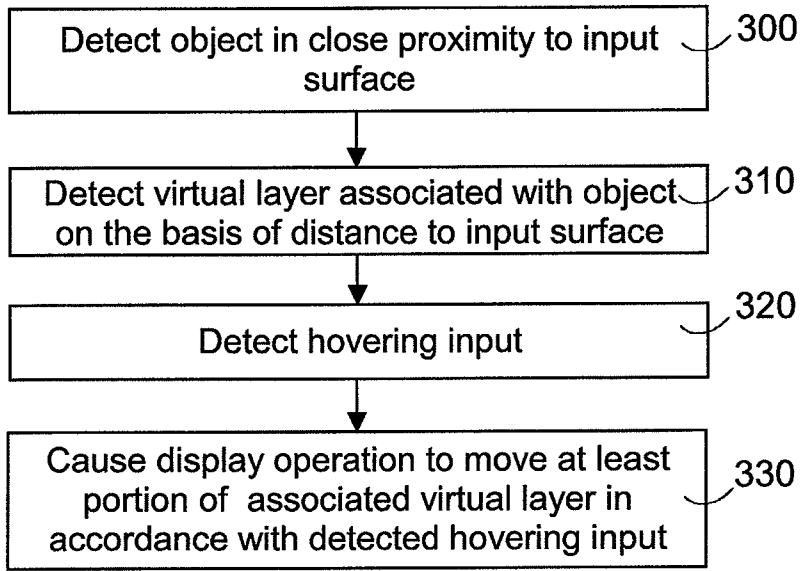 Detect object in close proximity to input
surface
300
Detect virtual layer associated with object
on the basis of distance to input surface
310
Detect hovering input
320
Cause display operation to move at least
portion of associated virtual layer in
accordance with detected hovering input
330